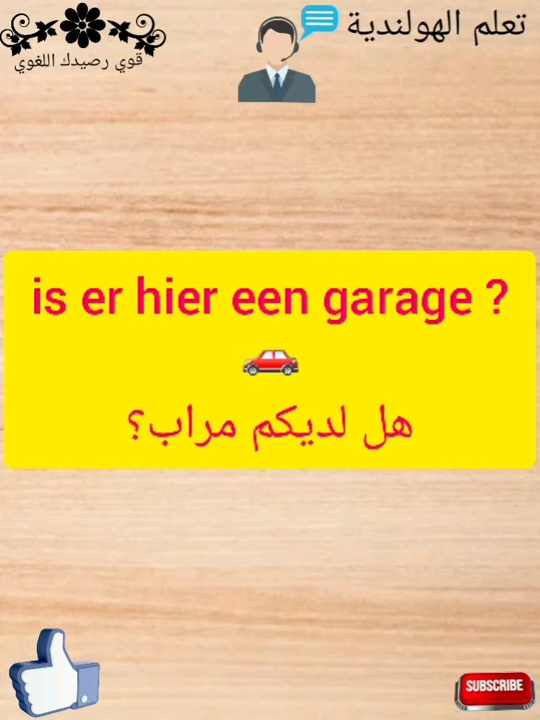 تعلم الهولندية
قوي رصيدك اللغوي
is er hier een garage ?
هل لديكم مراب؟
SUBSCRIBE